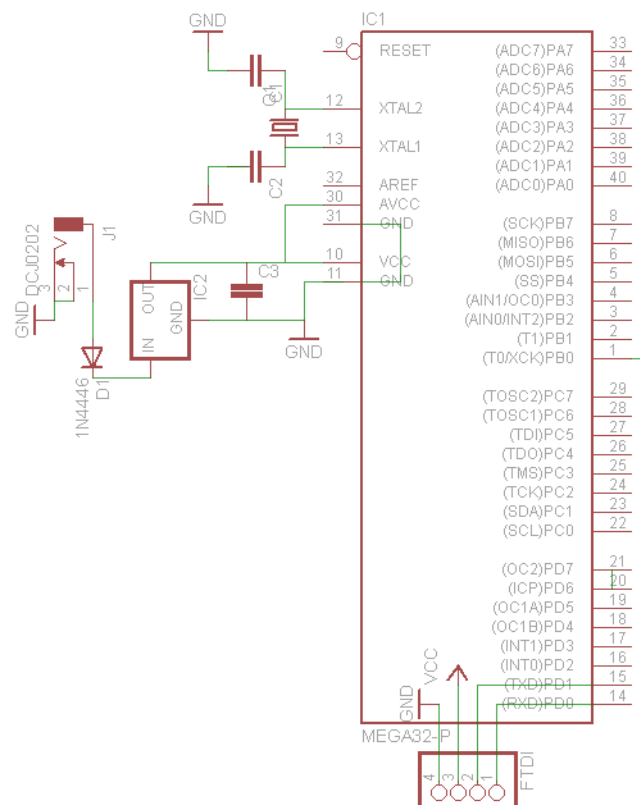 GND
IC1
9
RESET
(ADC7)PA7
33
(ADC6)PA6
34
(ADC5)PA5
35
C1
12
XTAL2
(ADC4)PA4
36
(ADC3)PA3
37
13
XTAL1
(ADC2)PA2
38
(ADC1)PA1
39
C2
32
AREF
(ADC0)PA0
40
GND
30
AVCC
31
GND
(SCK)PB7
8
(MISO)PB6
7
J1
DCJ0202
10
VCC
(MOSI)PB5
6
C3
11
GND
(SS)PB4
5
3
2
1
OUT
IC2
(AIN1/OC0)PB3
4
GND
GND
(AIN0/INT2)PB2
3
GND
(T1)PB1
2
IN
(T0/XCK)PB0
1
D1
1N4446
(TOSC2)PC7
29
(TOSC1)PC6
28
(TDI)PC5
27
(TDO)PC4
26
(TMS)PC3
25
(TCK)PC2
24
(SDA)PC1
23
(SCL)PC0
22
(OC2)PD7
21
(ICP)PD6
20
(OC1A)PD5
19
(OC1B)PD4
18
(INT1)PD3
17
VCC
(INT0)PD2
16
(TXD)PD1
15
GND
(RXD)PD0
14
MEGA32-P
4
3
2
1
FTDI